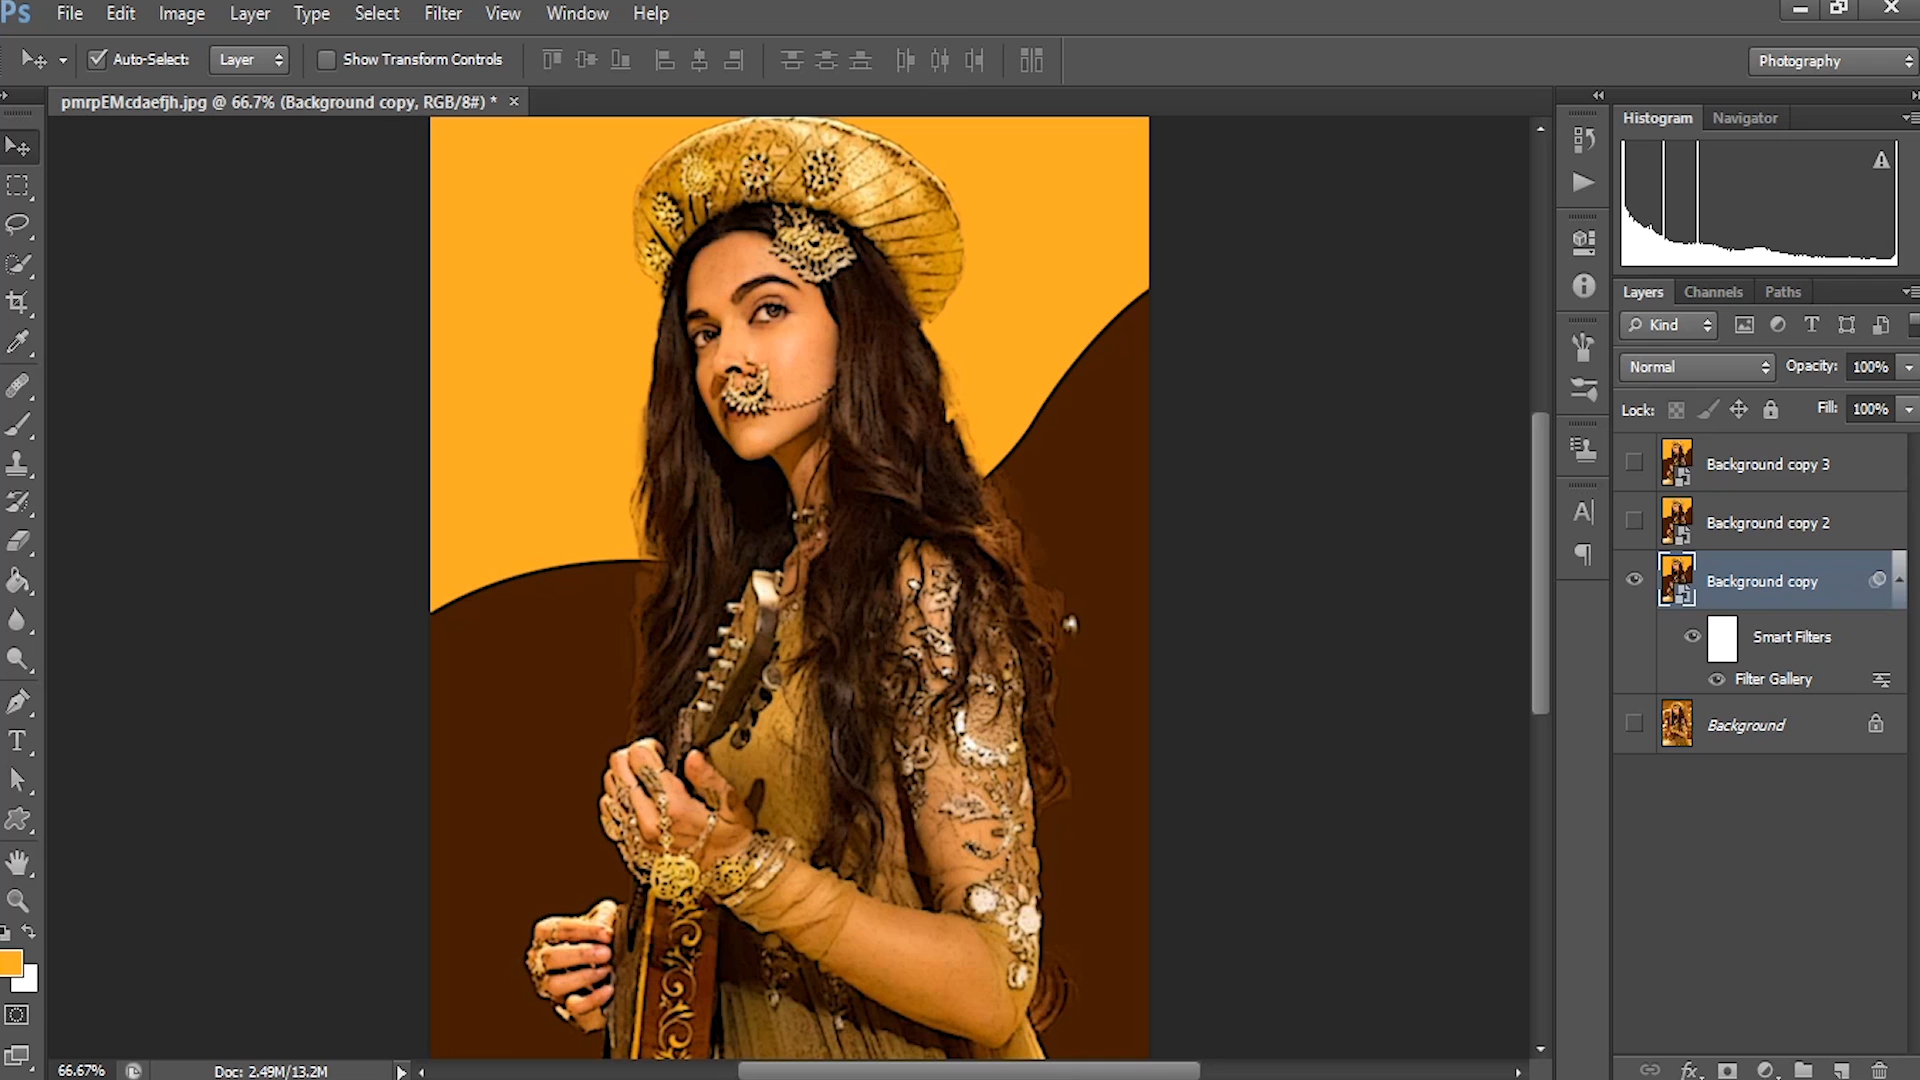 Ps File Edit Image Layer Type Select Filter View Window Help
Auto-Select: Layer Show Transform Controls Photography
pmrpEMcdaefjh.jpg @ 66.7% (Background copy, RGB/8#) * ×
Histogram Navigator
Layers Channels Paths
Kind
Normal Opacity: 100%
Lock: Fill: 100%
Background copy 3
Background copy 2
Background copy
Smart Filters
Filter Gallery
Background
66.67% Doc: 2.49M/13.2M